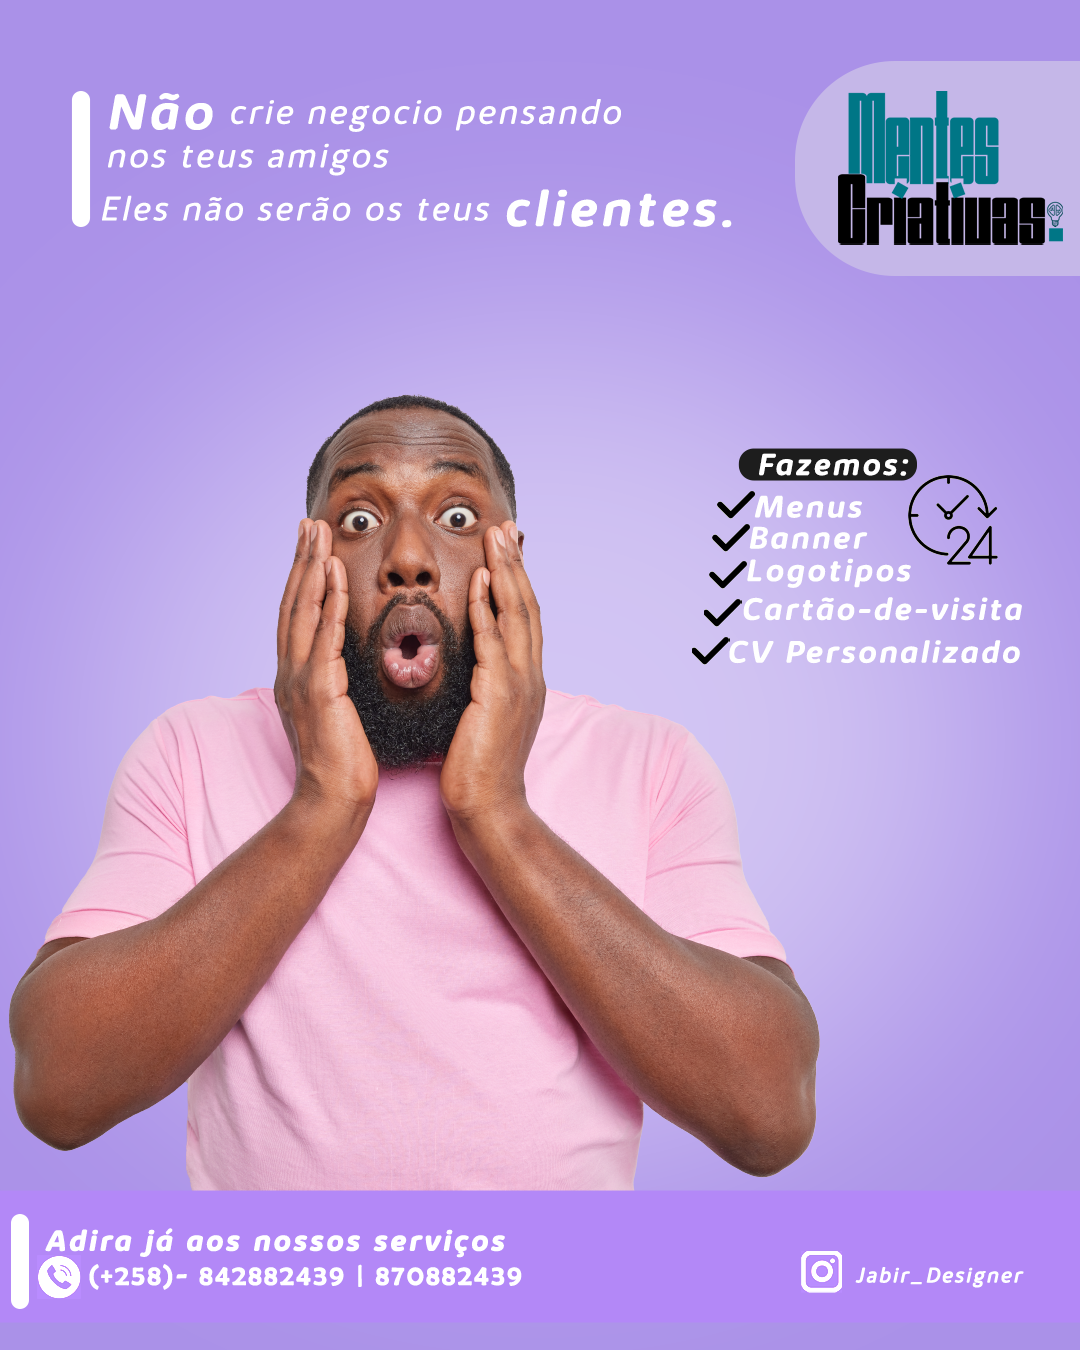 Não crie negocio pensando
nos teus amigos
Eles não serão os teus clientes.
Mentes
Criativas
Fazemos:
Menus
Banner
Logotipos
Cartão-de-visita
CV Personalizado
24
Adira já aos nossos serviços
(+258)- 842882439 | 870882439
Jabir_Designer